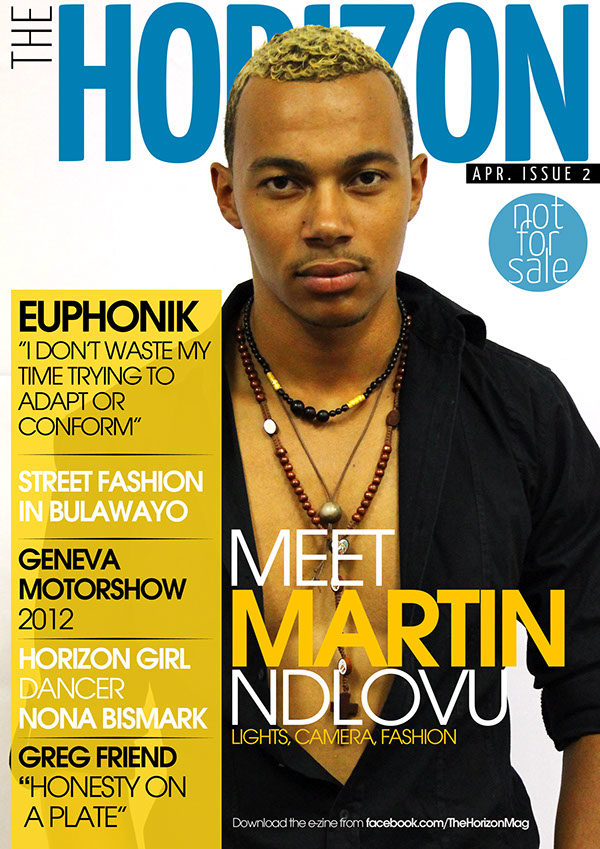 THE
HORIZON
APR. ISSUE 2
not
for
sale
EUPHONIK
“I DON'T WASTE MY
TIME TRYING TO
ADAPT OR
CONFORM”
STREET FASHION
IN BULAWAYO
GENEVA
MOTORSHOW
2012
HORIZON GIRL
DANCER
NONA BISMARK
GREG FRIEND
“HONESTY ON
A PLATE“
MEET
MARTIN
NDLOVU
LIGHTS, CAMERA, FASHION
Download the e-zine from facebook.com/TheHorizonMag